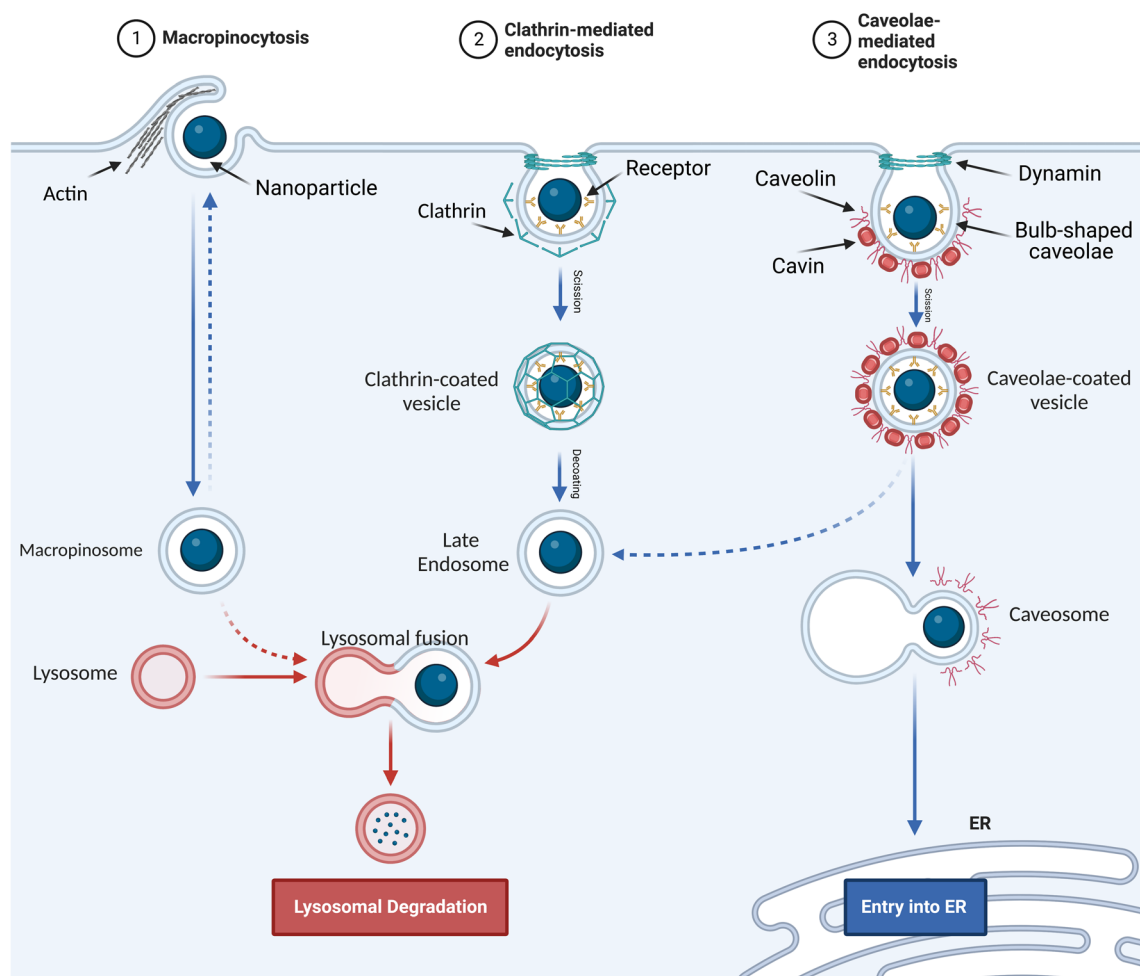 1 Macropinocytosis
2 Clathrin-mediated
endocytosis
3 Caveolae-
mediated
endocytosis
Actin
Nanoparticle
Clathrin
Receptor
Caveolin
Cavin
Dynamin
Bulb-shaped
caveolae
Scission
Scission
Clathrin-coated
vesicle
Caveolae-coated
vesicle
Decoating
Macropinosome
Late
Endosome
Caveosome
Lysosome
Lysosomal fusion
ER
Lysosomal Degradation
Entry into ER